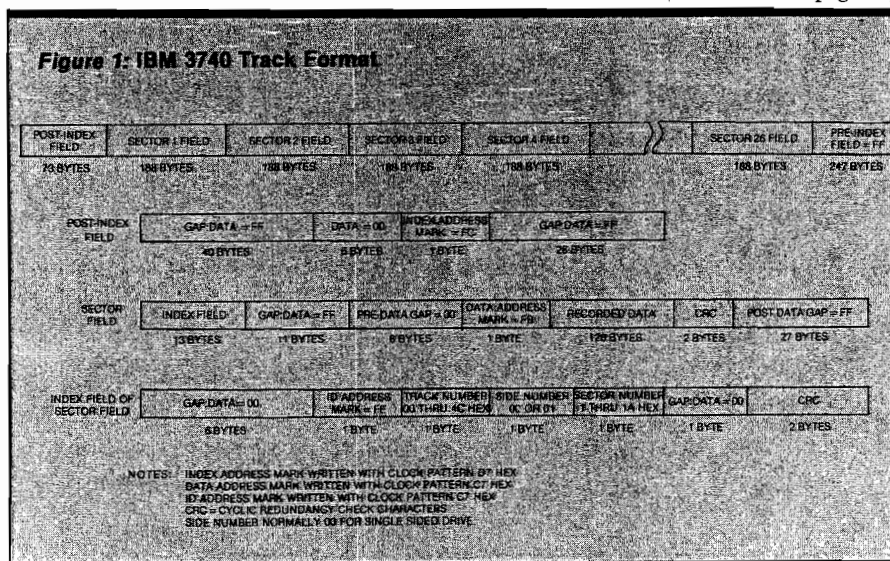 pag
Figure 1: IBM 3740 Track Format
POST-INDEX FIELD SECTOR 1 FIELD SECTOR 2 FIELD SECTOR 3 FIELD SECTOR 4 FIELD SECTOR 26 FIELD PRE-INDEX FIELD = FF
73 BYTES 188 BYTES 188 BYTES 188 BYTES 188 BYTES 188 BYTES 247 BYTES
POST-INDEX FIELD
GAP DATA = FF DATA = 00 INDEX ADDRESS MARK = FC GAP DATA = FF
40 BYTES 6 BYTES 1 BYTE 26 BYTES
SECTOR FIELD
INDEX FIELD GAP DATA = FF PRE-DATA GAP = 00 DATA ADDRESS MARK = FB RECORDED DATA CRC POST DATA GAP = FF
13 BYTES 11 BYTES 6 BYTES 1 BYTE 128 BYTES 2 BYTES 27 BYTES
INDEX FIELD OF SECTOR FIELD
GAP DATA = 00 ID ADDRESS MARK = FE TRACK NUMBER 00 THRU 4C HEX SIDE NUMBER 00 OR 01 SECTOR NUMBER 01 THRU 1A HEX GAP DATA = 00 CRC
6 BYTES 1 BYTE 1 BYTE 1 BYTE 1 BYTE 1 BYTE 2 BYTES
NOTES: INDEX ADDRESS MARK WRITTEN WITH CLOCK PATTERN D7 HEX
DATA ADDRESS MARK WRITTEN WITH CLOCK PATTERN C7 HEX
ID ADDRESS MARK WRITTEN WITH CLOCK PATTERN C7 HEX
CRC = CYCLIC REDUNDANCY CHECK CHARACTERS
SIDE NUMBER NORMALLY 00 FOR SINGLE SIDED DRIVE